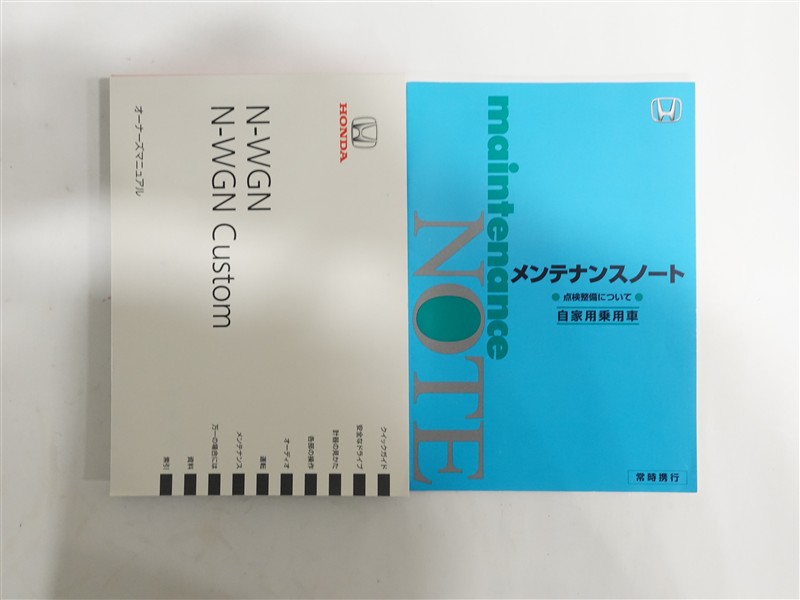 HONDA
N-WGN
N-WGN Custom
オーナーズマニュアル
クイックガイド
安全なドライブ
計器の見かた
各部の操作
オーディオ
運転
メンテナンス
万一の場合には
資料
索引
maintenance
NOTE
メンテナンスノート
点検整備について
自家用乗用車
常時携行